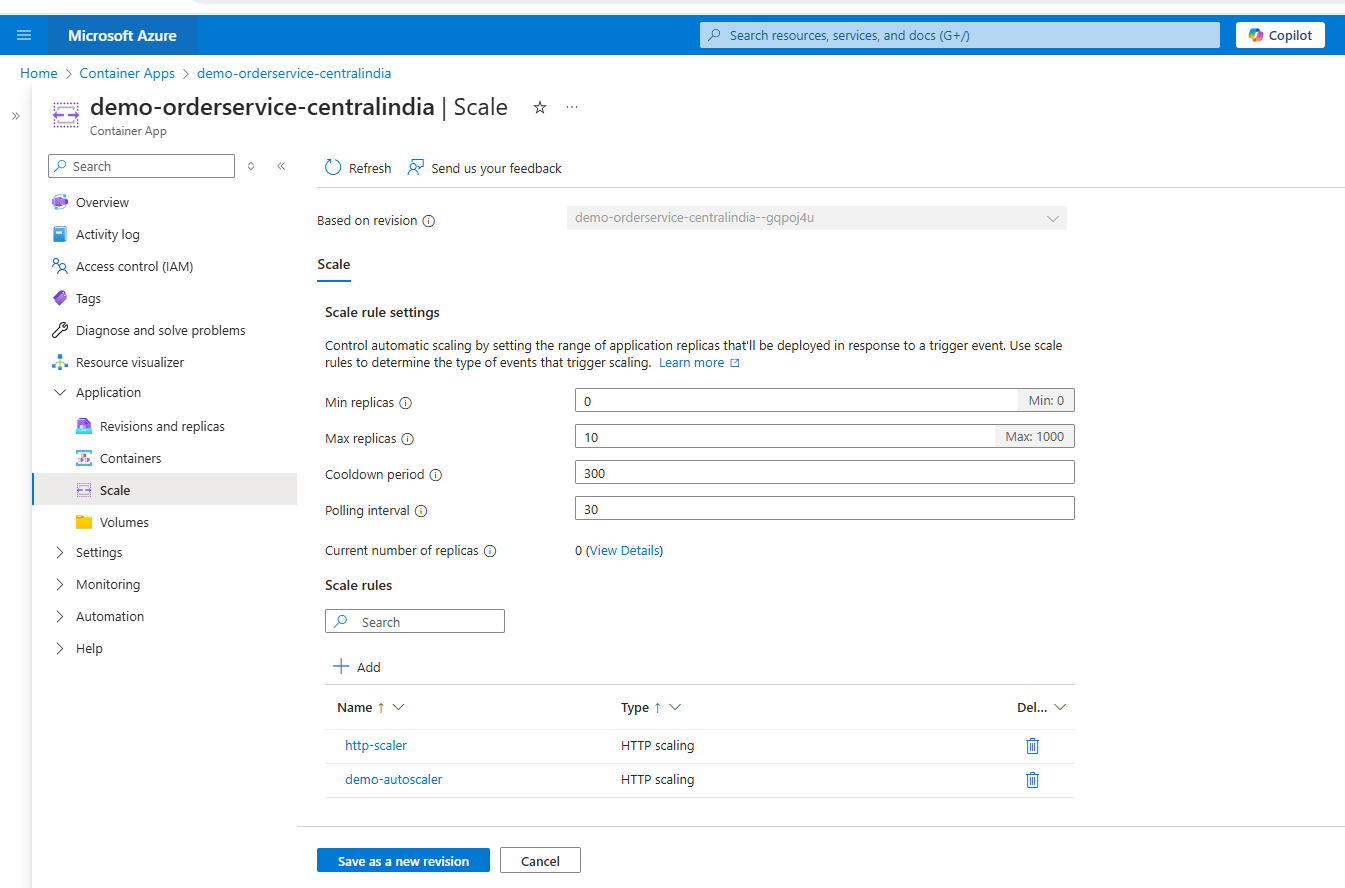 Microsoft Azure
Search resources, services, and docs (G+/)
Copilot
Home > Container Apps > demo-orderservice-centralindia
demo-orderservice-centralindia | Scale
Container App
Search
Refresh
Send us your feedback
Overview
Activity log
Access control (IAM)
Tags
Diagnose and solve problems
Resource visualizer
Application
Revisions and replicas
Containers
Scale
Volumes
Settings
Monitoring
Automation
Help
Based on revision
demo-orderservice-centralindia--gqpoj4u
Scale
Scale rule settings
Control automatic scaling by setting the range of application replicas that'll be deployed in response to a trigger event. Use scale
rules to determine the type of events that trigger scaling. Learn more
Min replicas 0 Min: 0
Max replicas 10 Max: 1000
Cooldown period 300
Polling interval 30
Current number of replicas 0 (View Details)
Scale rules
Search
Add
Name ↑ Type ↑ Del...
http-scaler HTTP scaling
demo-autoscaler HTTP scaling
Save as a new revision Cancel